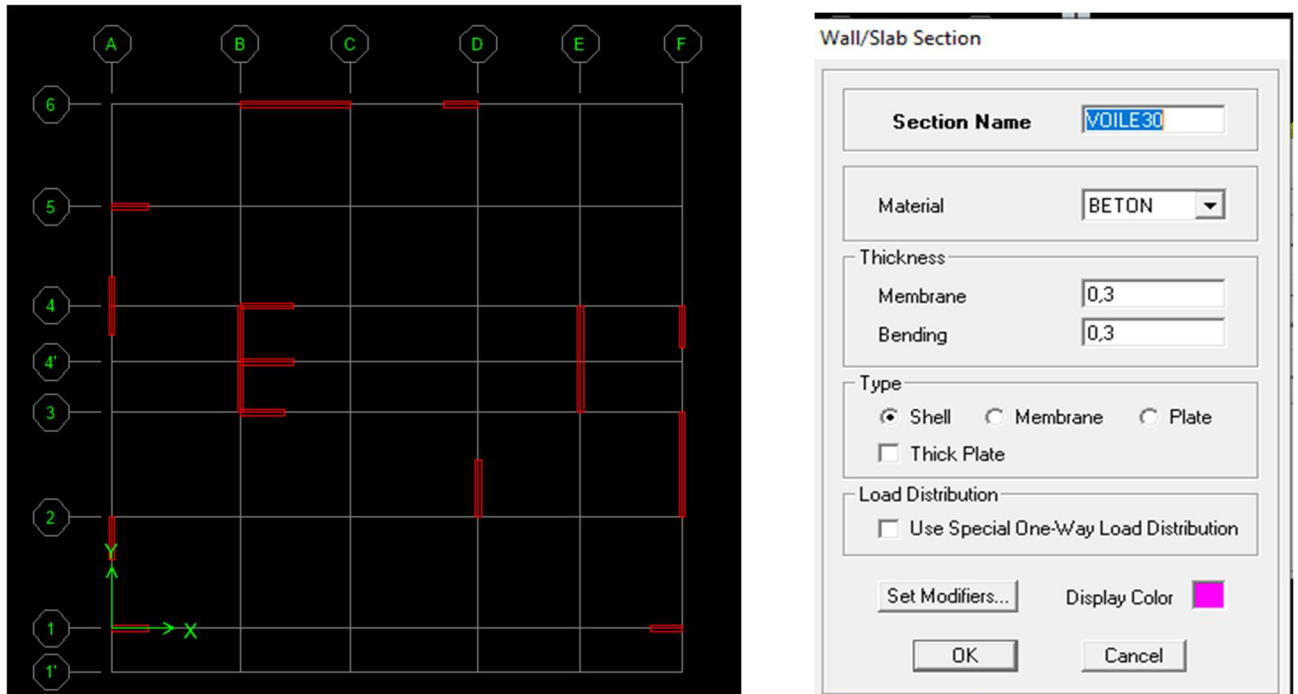 A B C D E F
6
5
4
4'
3
2
Y
1
X
1'
Wall/Slab Section
Section Name VOILE30
Material BETON
Thickness
Membrane 0,3
Bending 0,3
Type
Shell Membrane Plate
Thick Plate
Load Distribution
Use Special One-Way Load Distribution
Set Modifiers... Display Color
OK Cancel